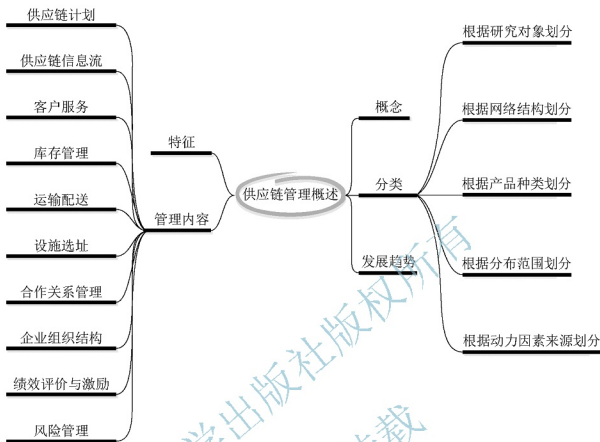 供应链计划
供应链信息流
客户服务
库存管理
运输配送
设施选址
合作关系管理
企业组织结构
绩效评价与激励
风险管理
特征
管理内容
供应链管理概述
概念
分类
发展趋势
根据研究对象划分
根据网络结构划分
根据产品种类划分
根据分布范围划分
根据动力因素来源划分
学出版社版权所有
载